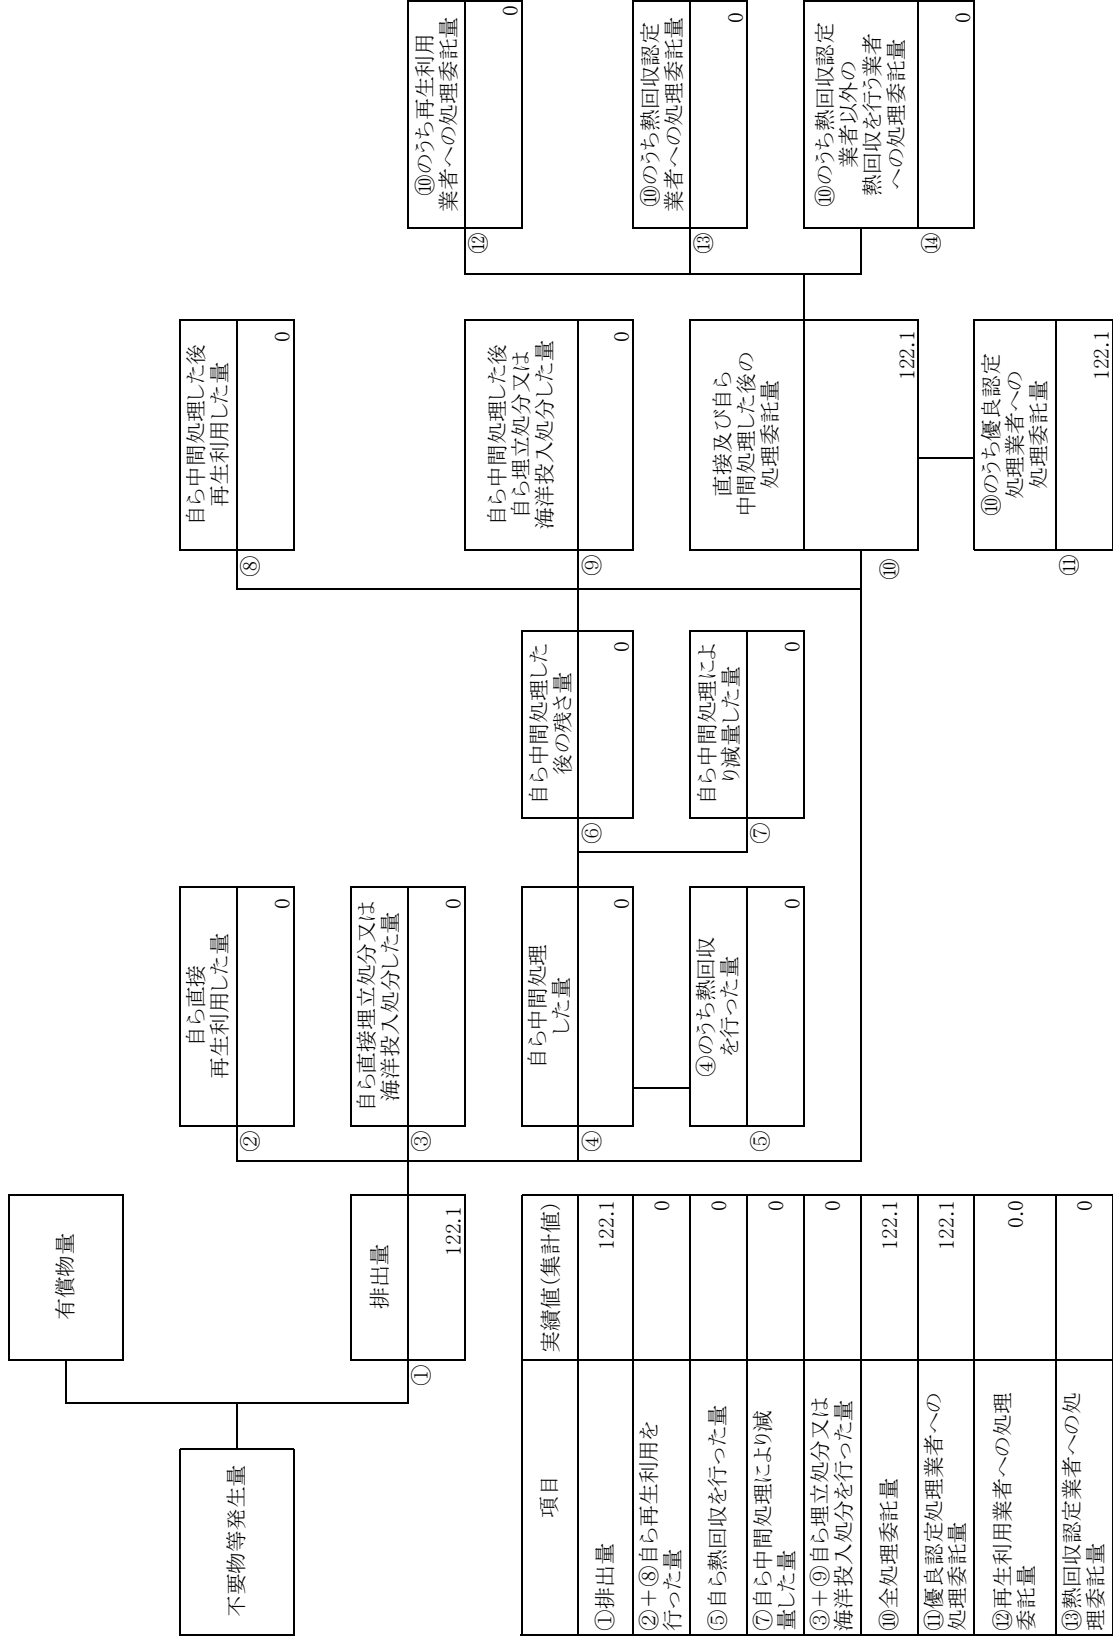 不要物等発生量
有償物量
排出量
①
122.1
自ら直接
再生利用した量
②
0
自ら直接埋立処分又は
海洋投入処分した量
③
0
自ら中間処理
した量
④
0
④のうち熱回収
を行った量
⑤
0
自ら中間処理した
後の残さ量
⑥
0
自ら中間処理によ
り減量した量
⑦
0
自ら中間処理した後
再生利用した量
⑧
0
自ら中間処理した後
自ら埋立処分又は
海洋投入処分した量
⑨
0
直接及び自ら
中間処理した後の
処理委託量
⑩
122.1
⑩のうち優良認定
処理業者への
処理委託量
⑪
122.1
⑩のうち再生利用
業者への処理委託量
⑫
0
⑩のうち熱回収認定
業者への処理委託量
⑬
0
⑩のうち熱回収認定
業者以外の
熱回収を行う業者
への処理委託量
⑭
0
項目 実績値(集計値)
①排出量 122.1
②+⑧自ら再生利用を
行った量 0
⑤自ら熱回収を行った量 0
⑦自ら中間処理により減
量した量 0
③+⑨自ら埋立処分又は
海洋投入処分を行った量 0
⑩全処理委託量 122.1
⑪優良認定処理業者への
処理委託量 122.1
⑫再生利用業者への処理
委託量 0.0
⑬熱回収認定業者への処
理委託量 0